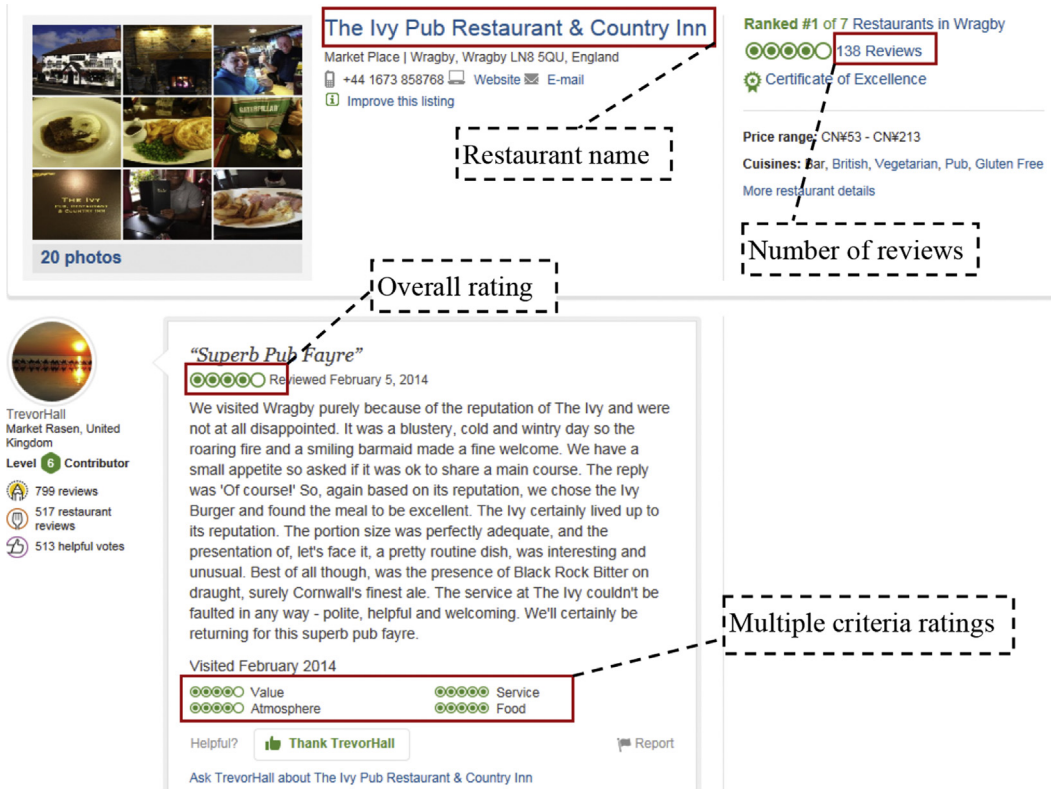 The Ivy Pub Restaurant & Country Inn
Market Place | Wragby, Wragby LN8 5QU, England
+44 1673 858768 Website E-mail
Improve this listing
Restaurant name
Ranked #1 of 7 Restaurants in Wragby
138 Reviews
Certificate of Excellence
Price range: CN¥53 - CN¥213
Cuisines: Bar, British, Vegetarian, Pub, Gluten Free
More restaurant details
Number of reviews
CATERPILLAR
THE IVY
PUB, RESTAURANT
& COUNTRY INN
20 photos
Overall rating
TrevorHall
Market Rasen, United
Kingdom
Level 6 Contributor
799 reviews
517 restaurant
reviews
513 helpful votes
“Superb Pub Fayre”
Reviewed February 5, 2014
We visited Wragby purely because of the reputation of The Ivy and were
not at all disappointed. It was a blustery, cold and wintry day so the
roaring fire and a smiling barmaid made a fine welcome. We have a
small appetite so asked if it was ok to share a main course. The reply
was 'Of course!' So, again based on its reputation, we chose the Ivy
Burger and found the meal to be excellent. The Ivy certainly lived up to
its reputation. The portion size was perfectly adequate, and the
presentation of, let's face it, a pretty routine dish, was interesting and
unusual. Best of all though, was the presence of Black Rock Bitter on
draught, surely Cornwall's finest ale. The service at The Ivy couldn't be
faulted in any way - polite, helpful and welcoming. We'll certainly be
returning for this superb pub fayre.
Visited February 2014
Value Service
Atmosphere Food
Multiple criteria ratings
Helpful? Thank TrevorHall Report
Ask TrevorHall about The Ivy Pub Restaurant & Country Inn